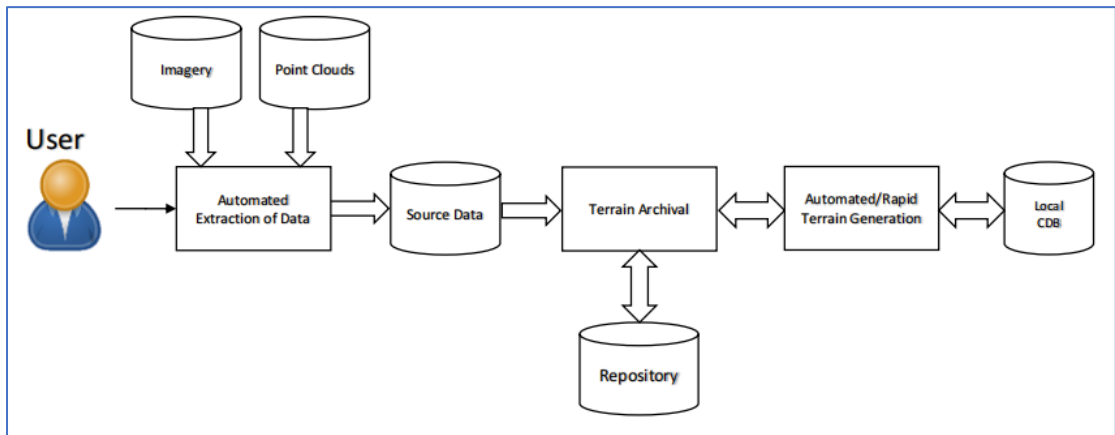 Imagery
Point Clouds
User
Automated
Extraction of Data
Source Data
Terrain Archival
Automated/Rapid
Terrain Generation
Local
CDB
Repository